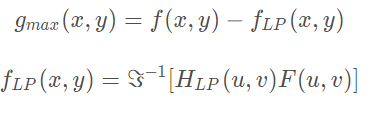 g_{max}(x, y) = f(x, y) − f_{LP}(x, y)
f_{LP}(x, y) = ℑ^{−1}[H_{LP}(u, v)F(u, v)]